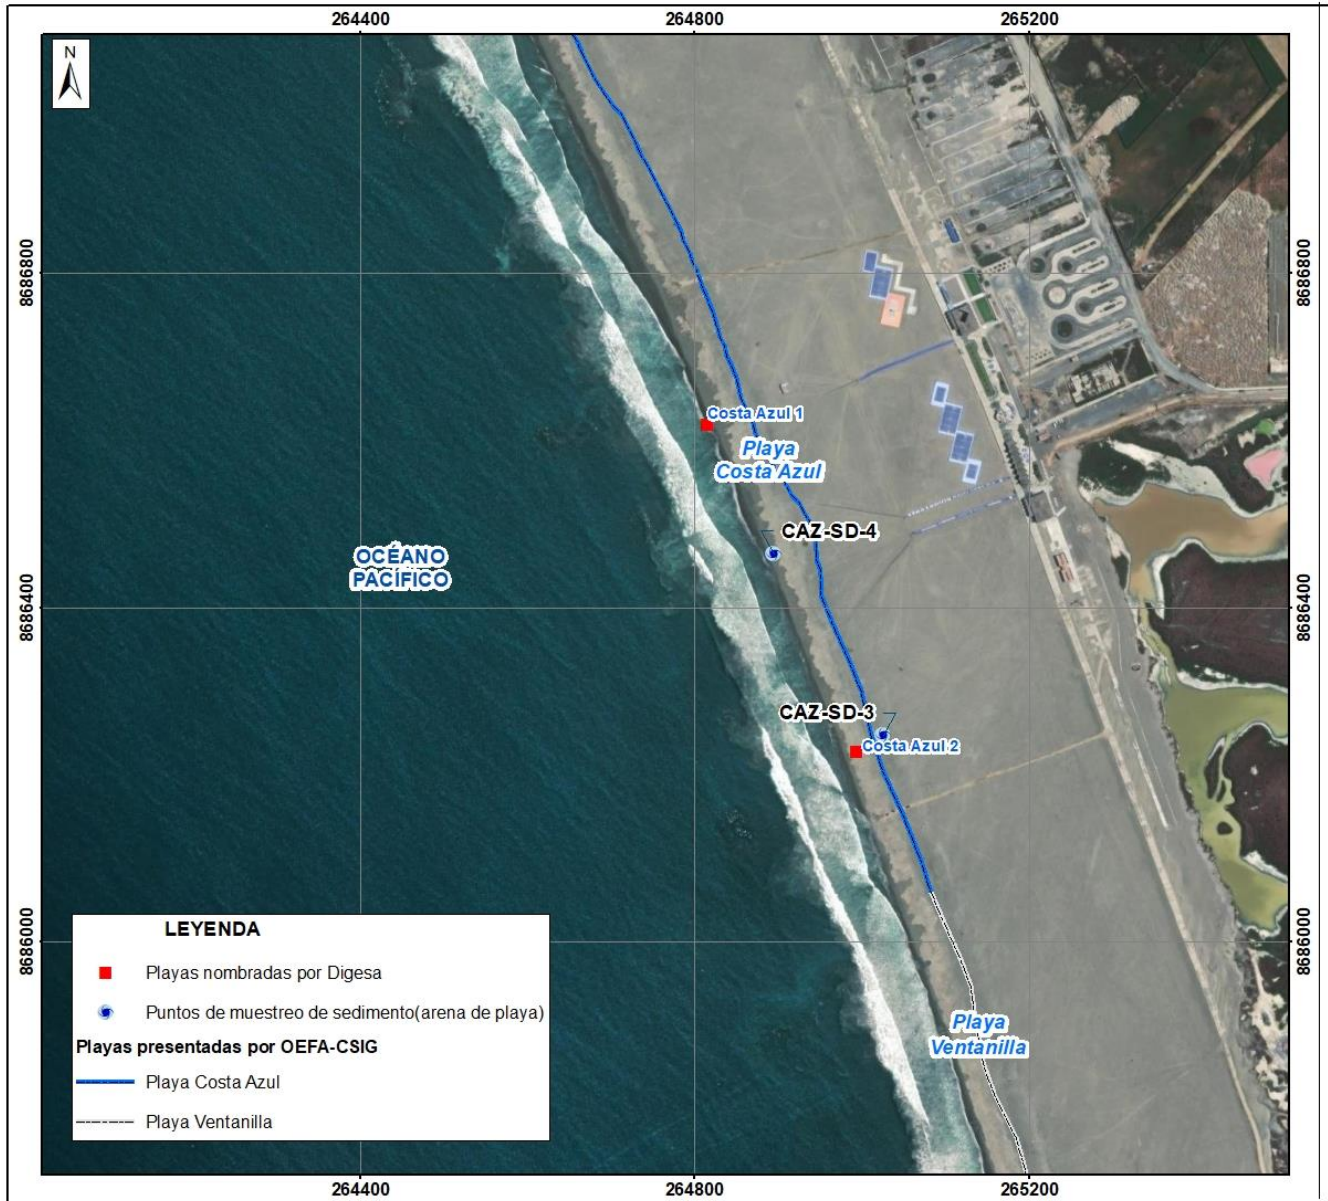 264400
264800
265200
N
8686800
8686800
Costa Azul 1
Playa
Costa Azul
CAZ-SD-4
OCÉANO
PACÍFICO
8686400
8686400
CAZ-SD-3
Costa Azul 2
8686000
8686000
LEYENDA
Playas nombradas por Digesa
Puntos de muestreo de sedimento(arena de playa)
Playas presentadas por OEFA-CSIG
Playa Costa Azul
Playa Ventanilla
Playa
Ventanilla
264400
264800
265200